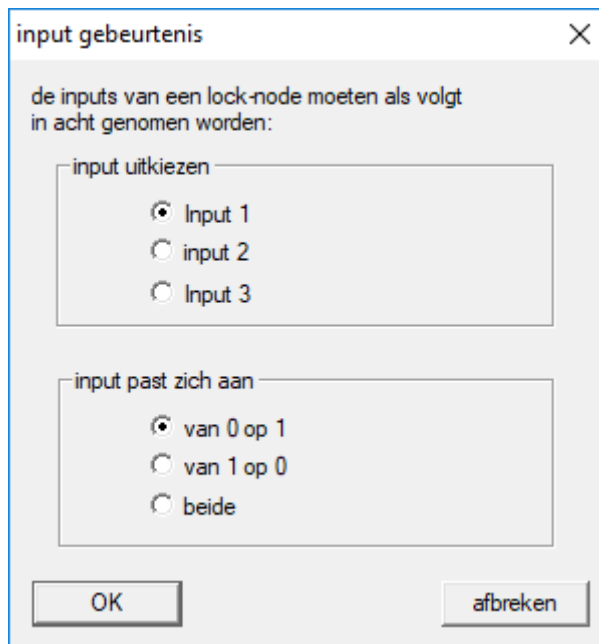 input gebeurtenis
de inputs van een lock-node moeten als volgt
in acht genomen worden:
input uitkiezen
Input 1
input 2
Input 3
input past zich aan
van 0 op 1
van 1 op 0
beide
OK
afbreken